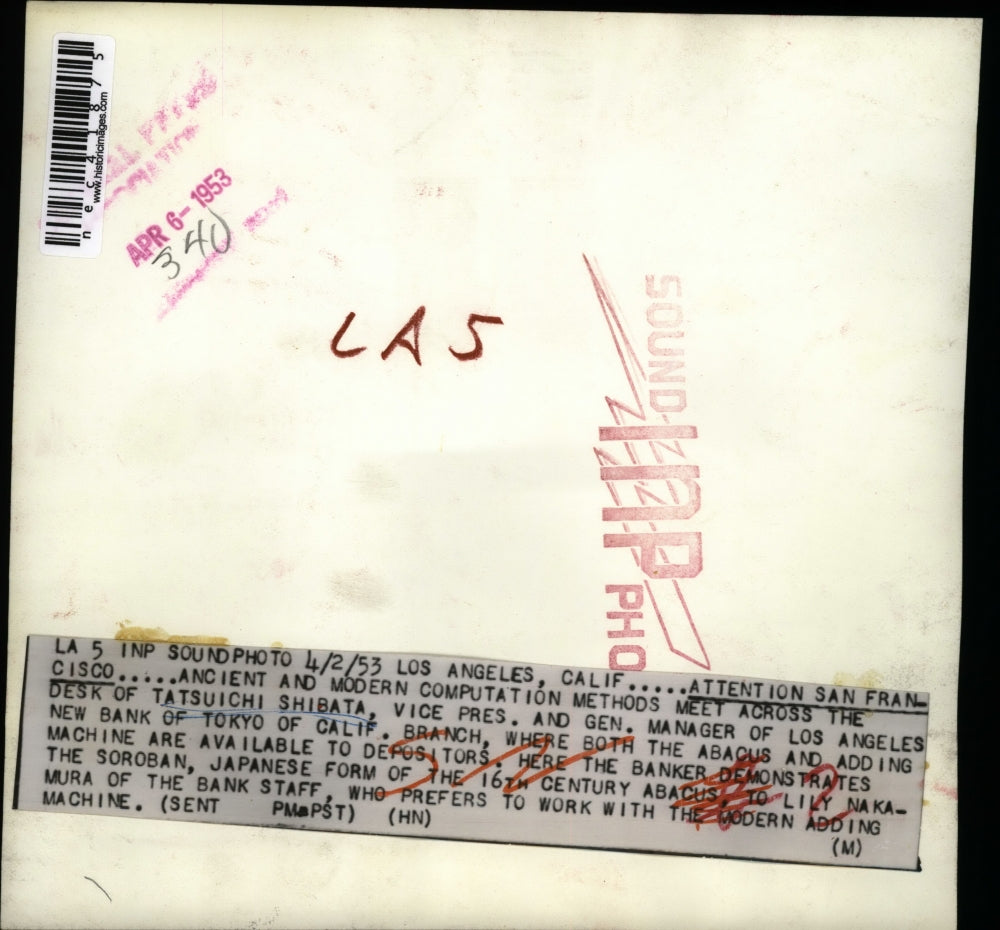 nec41875
www.historicimages.com
APR 6-1953
340
LA 5
SOUND
INP
PHO
LA 5 INP SOUNDPHOTO 4/2/53 LOS ANGELES, CALIF.....ATTENTION SAN FRAN-
CISCO.....ANCIENT AND MODERN COMPUTATION METHODS MEET ACROSS THE
DESK OF TATSUICHI SHIBATA, VICE PRES. AND GEN. MANAGER OF LOS ANGELES
NEW BANK OF TOKYO OF CALIF. BRANCH, WHERE BOTH THE ABACUS AND ADDING
MACHINE ARE AVAILABLE TO DEPOSITORS. HERE THE BANKER DEMONSTRATES
THE SOROBAN, JAPANESE FORM OF THE 16TH CENTURY ABACUS, TO LILY NAKA-
MURA OF THE BANK STAFF, WHO PREFERS TO WORK WITH THE MODERN ADDING
MACHINE. (SENT PMPST) (HN)
(M)